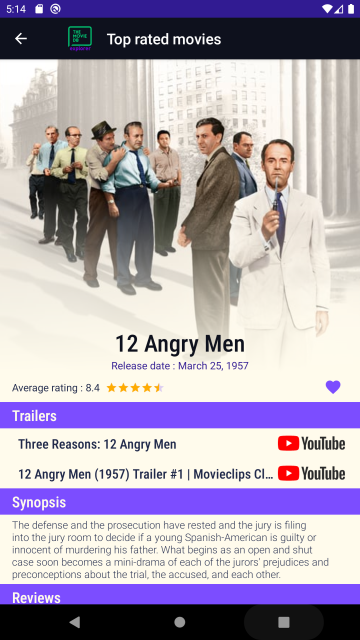 5:14
THE
MOVIE
DB
explorer
Top rated movies
12 Angry Men
Release date : March 25, 1957
Average rating : 8.4
Trailers
Three Reasons: 12 Angry Men
YouTube
12 Angry Men (1957) Trailer #1 | Movieclips Cl...
YouTube
Synopsis
The defense and the prosecution have rested and the jury is filing
into the jury room to decide if a young Spanish-American is guilty or
innocent of murdering his father. What begins as an open and shut
case soon becomes a mini-drama of each of the jurors' prejudices and
preconceptions about the trial, the accused, and each other.
Reviews